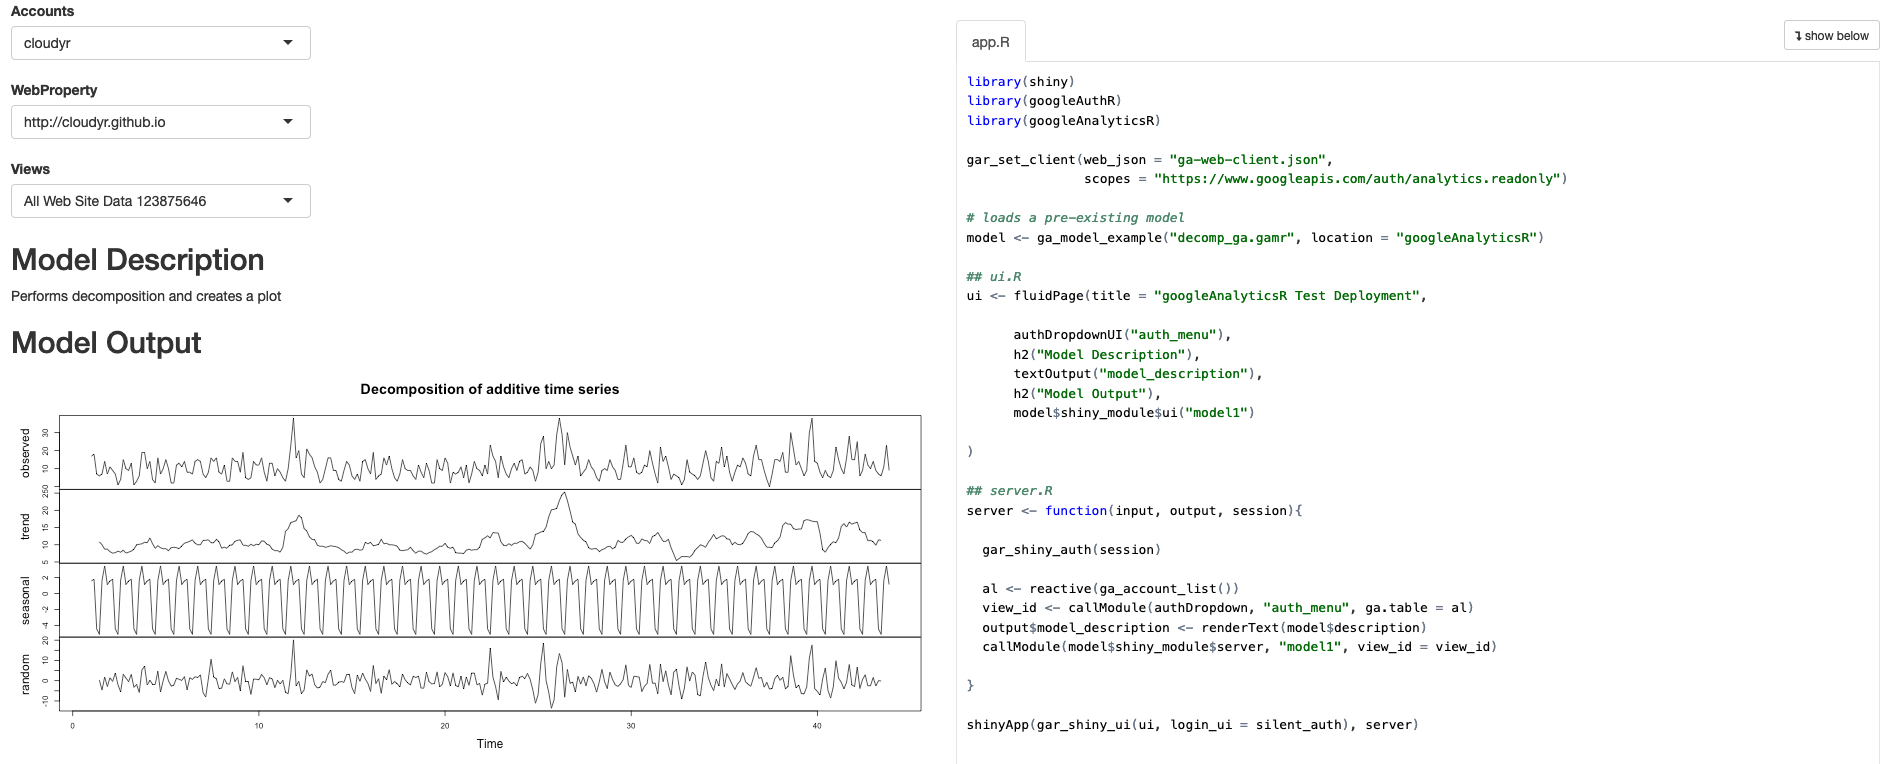 Accounts
cloudyr
WebProperty
http://cloudyr.github.io
Views
All Web Site Data 123875646
Model Description
Performs decomposition and creates a plot
Model Output
Decomposition of additive time series
observed
0 10 20 30
trend
5 10 15 20 25
seasonal
-4 -2 0 2
random
-10 0 10 20
0 10 20 30 40
Time
app.R
↴ show below
library(shiny)
library(googleAuthR)
library(googleAnalyticsR)
gar_set_client(web_json = "ga-web-client.json",
scopes = "https://www.googleapis.com/auth/analytics.readonly")
# loads a pre-existing model
model <- ga_model_example("decomp_ga.gamr", location = "googleAnalyticsR")
## ui.R
ui <- fluidPage(title = "googleAnalyticsR Test Deployment",
authDropdownUI("auth_menu"),
h2("Model Description"),
textOutput("model_description"),
h2("Model Output"),
model$shiny_module$ui("model1")
)
## server.R
server <- function(input, output, session){
gar_shiny_auth(session)
al <- reactive(ga_account_list())
view_id <- callModule(authDropdown, "auth_menu", ga.table = al)
output$model_description <- renderText(model$description)
callModule(model$shiny_module$server, "model1", view_id = view_id)
}
shinyApp(gar_shiny_ui(ui, login_ui = silent_auth), server)